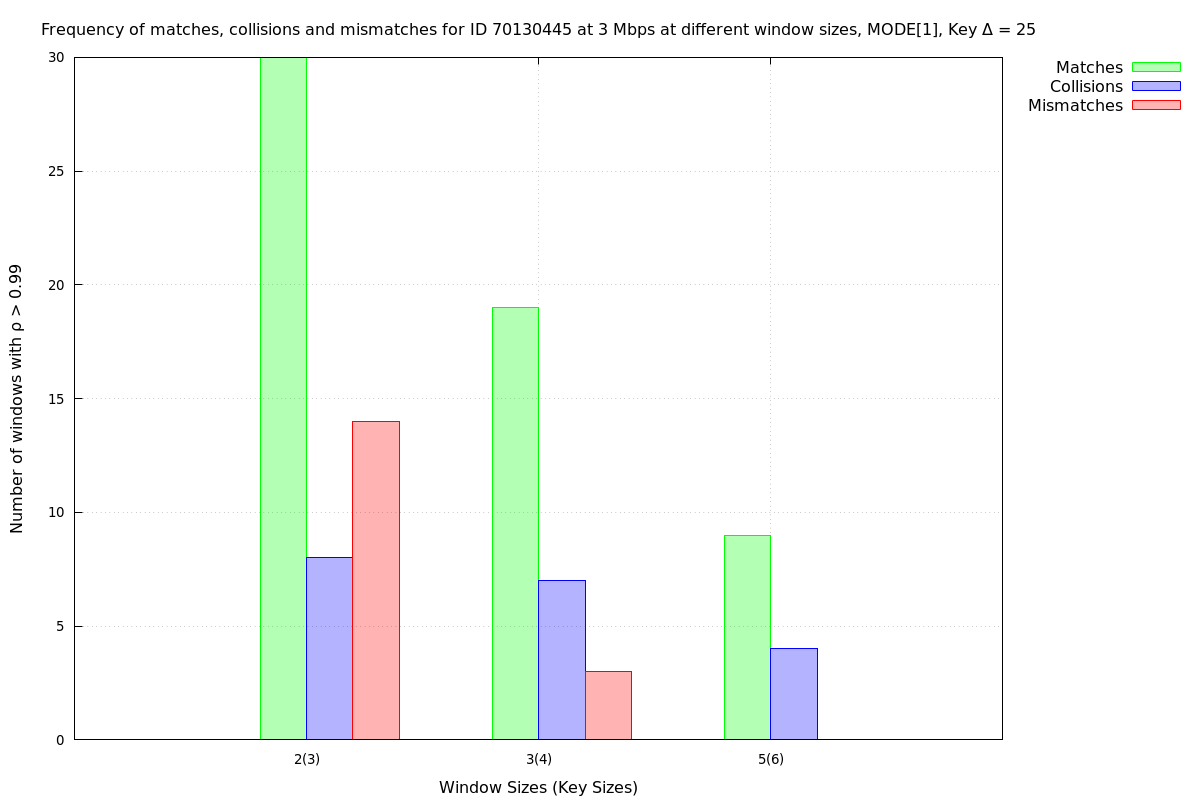 Frequency of matches, collisions and mismatches for ID 70130445 at 3 Mbps at different window sizes, MODE[1], Key Δ = 25
Matches
Collisions
Mismatches
Number of windows with ρ > 0.99
30
25
20
15
10
5
0
2(3)
3(4)
5(6)
Window Sizes (Key Sizes)